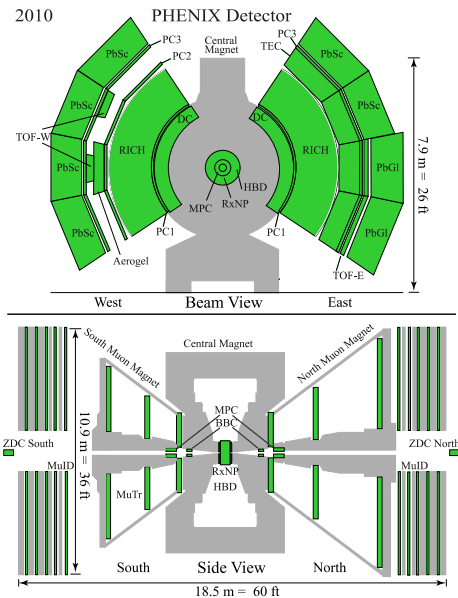 2010
PHENIX Detector
Central
Magnet
PC3
PC2
PbSc
PbSc
PbSc
PbSc
TOF-W
RICH
DC
PC1
Aerogel
MPC
RxNP
HBD
PC3
TEC
PbSc
PbSc
DC
RICH
PbGl
PbGl
PC1
TOF-E
7.9 m = 26 ft
West
Beam View
East
South Muon Magnet
Central Magnet
North Muon Magnet
MPC
BBC
ZDC South
ZDC North
MuID
MuID
RxNP
HBD
MuTr
10.9 m = 36 ft
South
Side View
North
18.5 m = 60 ft